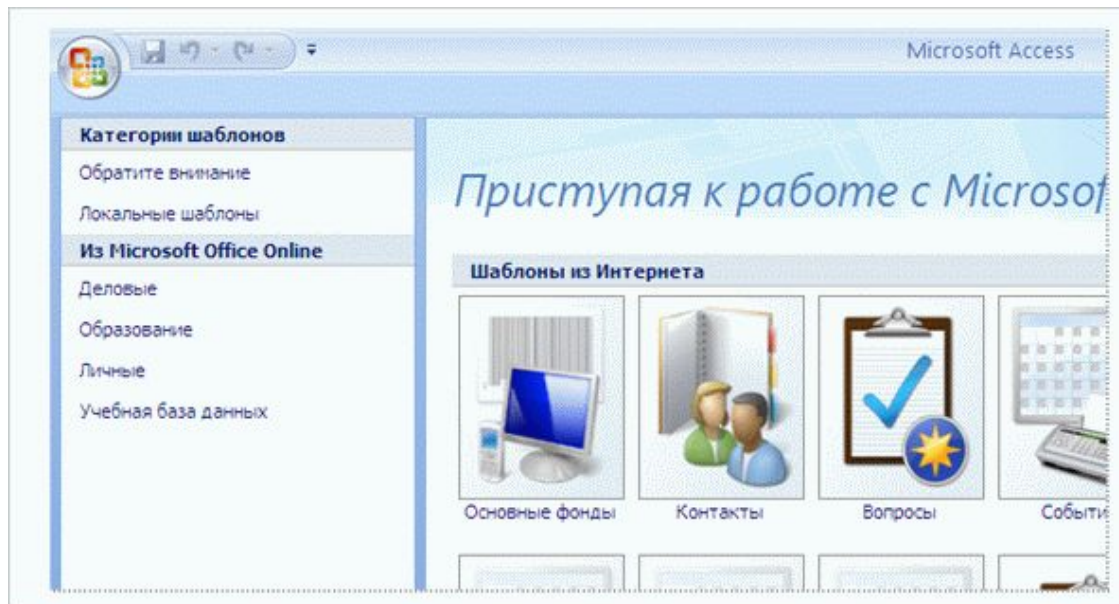 Microsoft Access
Категории шаблонов
Обратите внимание
Локальные шаблоны
Из Microsoft Office Online
Деловые
Образование
Личные
Учебная база данных
Приступая к работе с Microsof
Шаблоны из Интернета
Основные фонды
Контакты
Вопросы
Событи